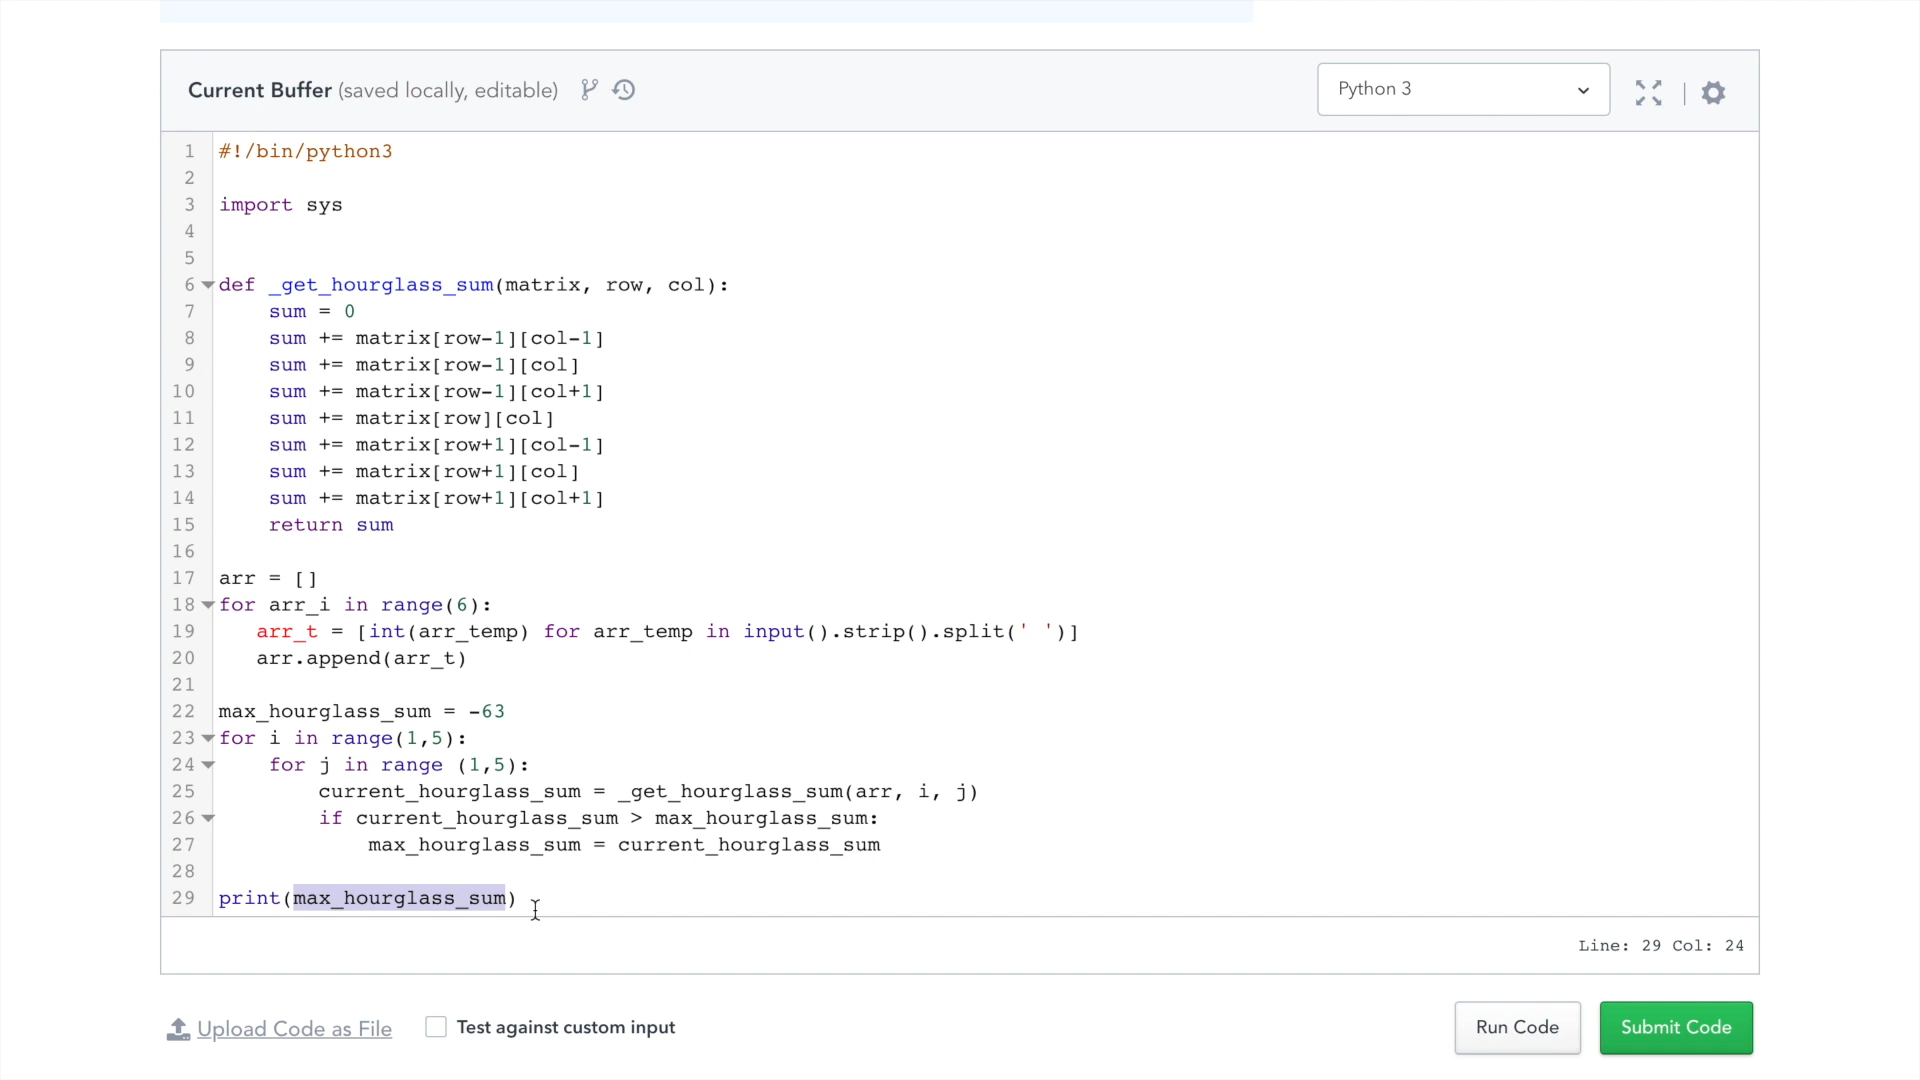 Current Buffer (saved locally, editable)
Python 3
1 #!/bin/python3
2
3 import sys
4
5
6 def _get_hourglass_sum(matrix, row, col):
7     sum = 0
8     sum += matrix[row-1][col-1]
9     sum += matrix[row-1][col]
10     sum += matrix[row-1][col+1]
11     sum += matrix[row][col]
12     sum += matrix[row+1][col-1]
13     sum += matrix[row+1][col]
14     sum += matrix[row+1][col+1]
15     return sum
16
17 arr = []
18 for arr_i in range(6):
19    arr_t = [int(arr_temp) for arr_temp in input().strip().split(' ')]
20    arr.append(arr_t)
21
22 max_hourglass_sum = -63
23 for i in range(1,5):
24     for j in range (1,5):
25         current_hourglass_sum = _get_hourglass_sum(arr, i, j)
26         if current_hourglass_sum > max_hourglass_sum:
27             max_hourglass_sum = current_hourglass_sum
28
29 print(max_hourglass_sum)
Line: 29 Col: 24
Upload Code as File
Test against custom input
Run Code
Submit Code